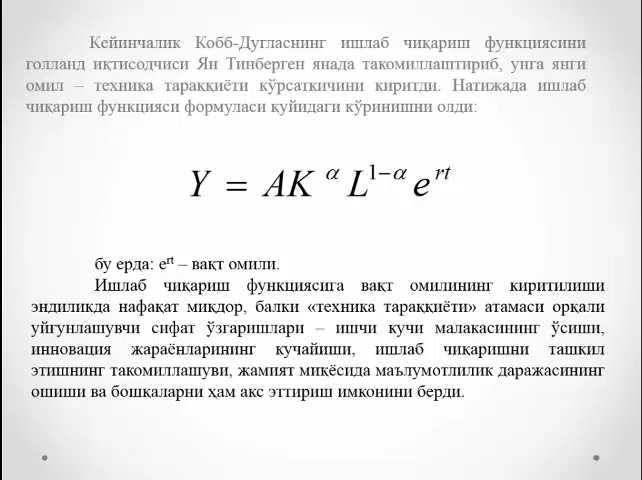 Кейинчалик Кобб-Дугласнинг ишлаб чиқариш функциясини
голланд иқтисодчиси Ян Тинберген янада такомиллаштириб, унга янги
омил – техника тараққиёти кўрсаткичини киритди. Натижада ишлаб
чиқариш функцияси формуласи қуйидаги кўринишни олди:
Y = AK^α L^{1−α} e^{rt}
бу ерда: e^{rt} – вақт омили.
Ишлаб чиқариш функциясига вақт омилининг киритилиши
эндиликда нафақат миқдор, балки «техника тараққиёти» атамаси орқали
уйғунлашувчи сифат ўзгаришлари – ишчи кучи малакасининг ўсиши,
инновация жараёнларининг кучайиши, ишлаб чиқаришни ташкил
этишнинг такомиллашуви, жамият миқёсида маълумотлилик даражасининг
ошиши ва бошқаларни ҳам акс эттириш имконини берди.